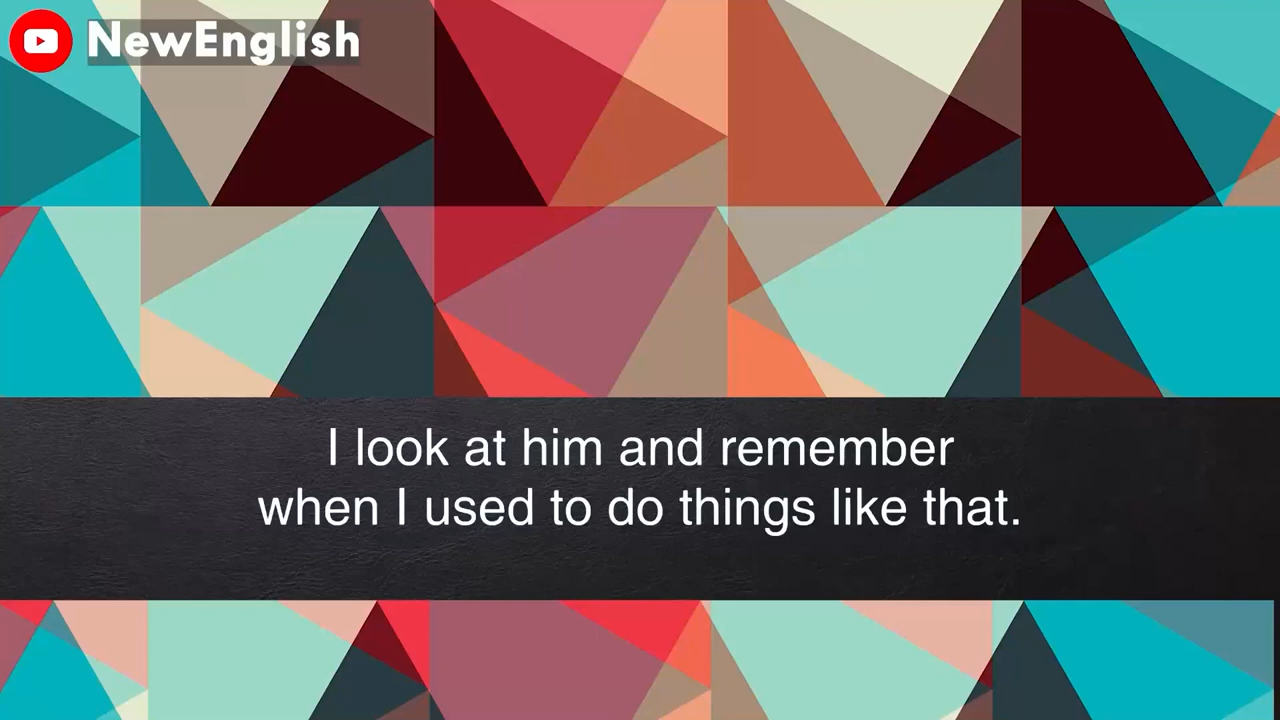 NewEnglish
I look at him and remember
when I used to do things like that.